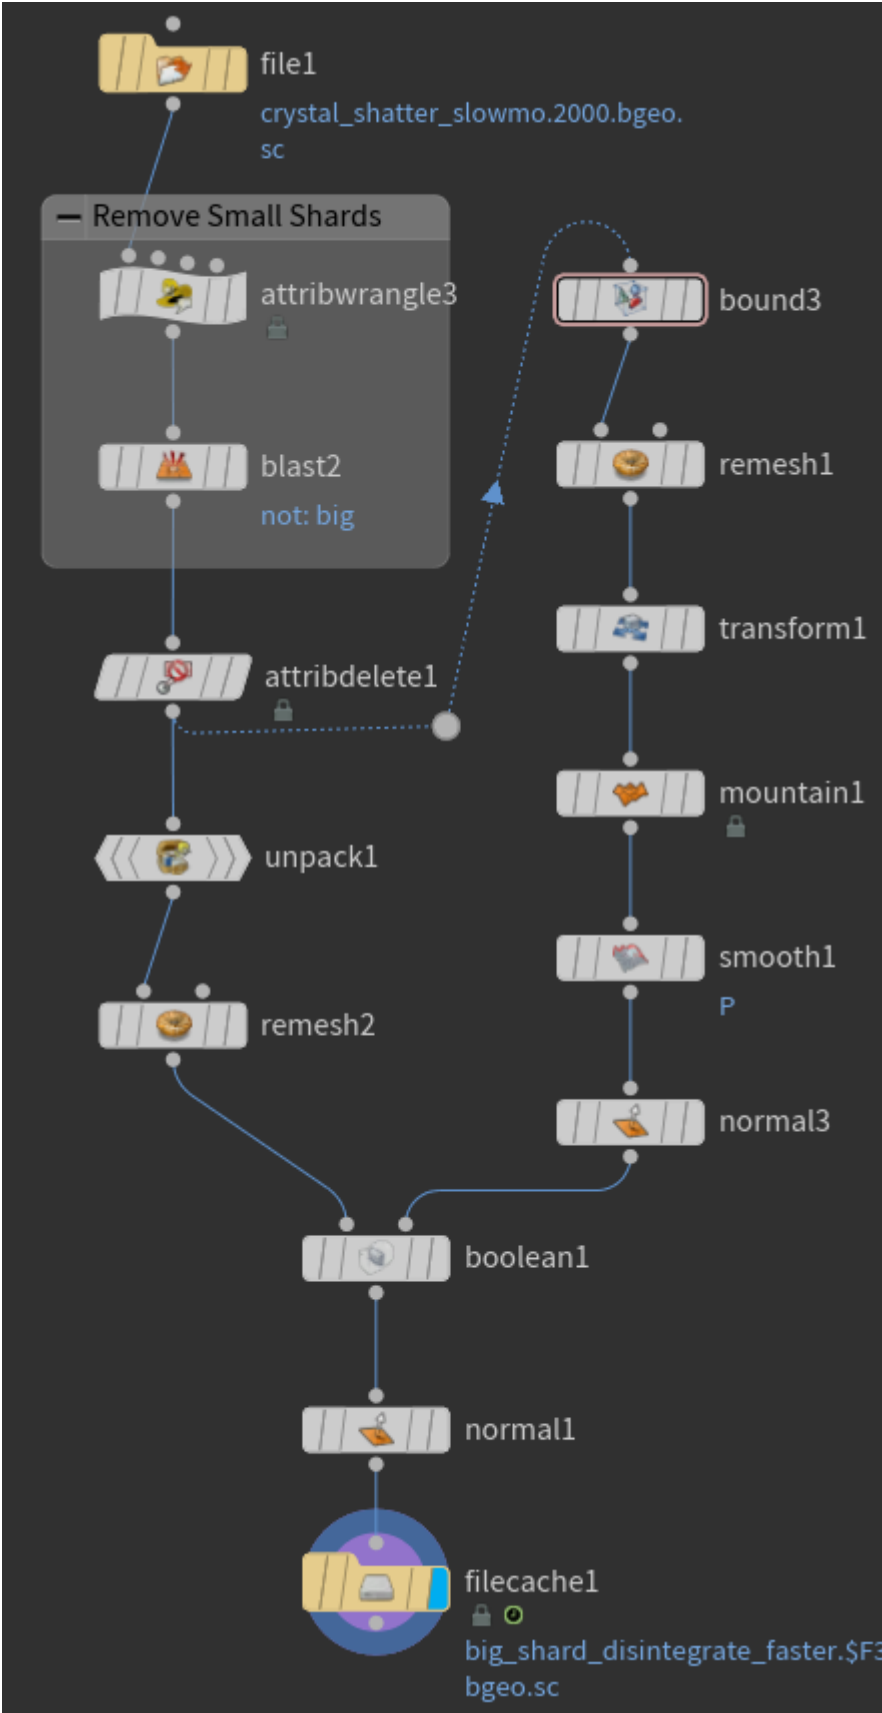 file1
crystal_shatter_slowmo.2000.bgeo.
sc
Remove Small Shards
attribwrangle3
bound3
blast2
not: big
remesh1
transform1
attribdelete1
mountain1
unpack1
smooth1
P
remesh2
normal3
boolean1
normal1
filecache1
big_shard_disintegrate_faster.$F3
bgeo.sc